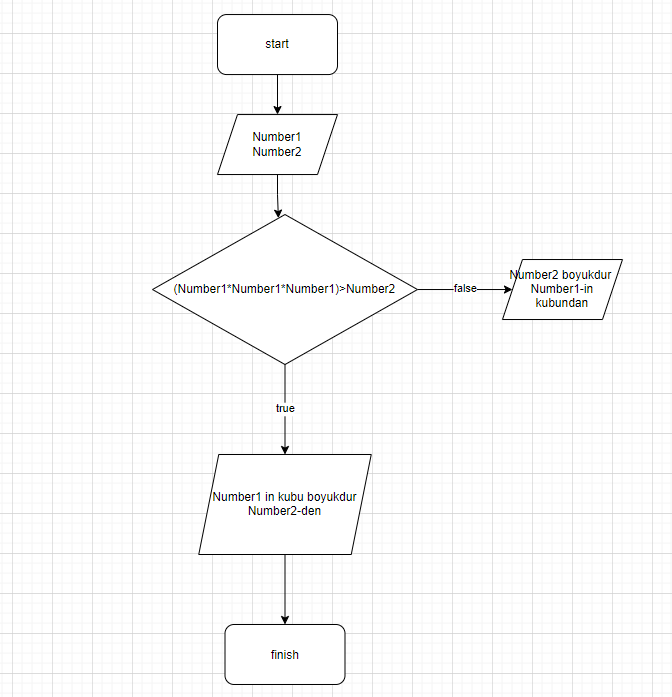 start
Number1
Number2
(Number1*Number1*Number1)>Number2
false
Number2 boyukdur
Number1-in
kubundan
true
Number1 in kubu boyukdur
Number2-den
finish